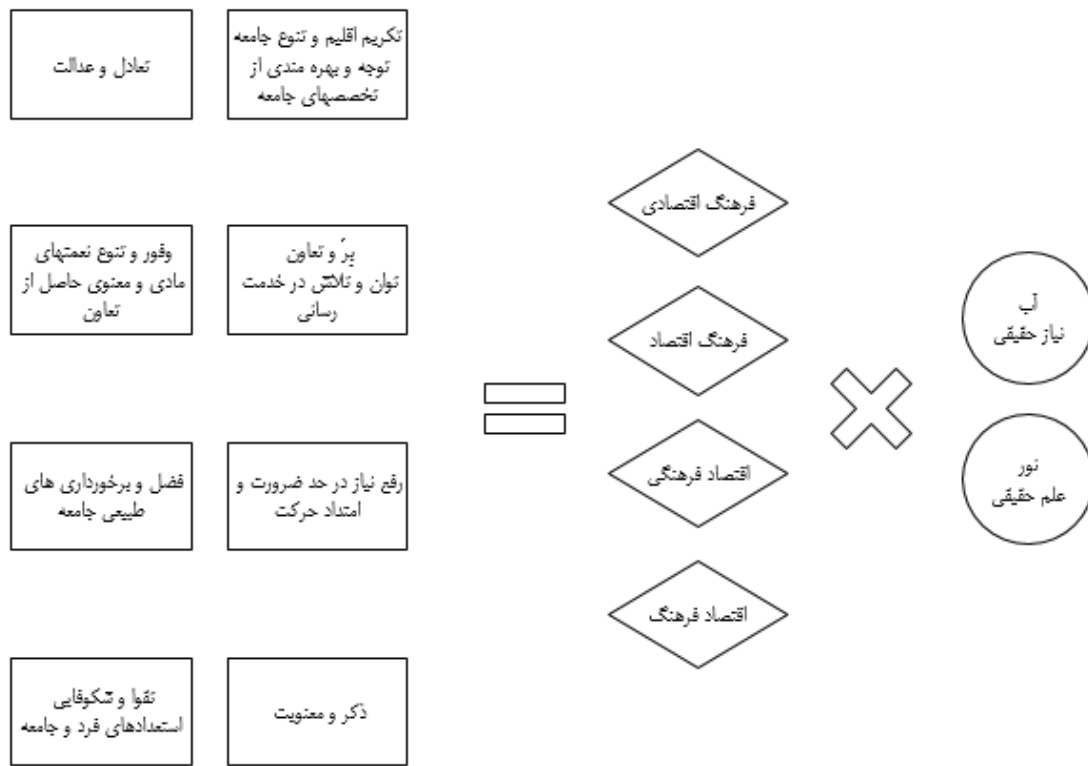 آب
نیاز حقیقی
نور
علم حقیقی
فرهنگ اقتصادی
فرهنگ اقتصاد
اقتصاد فرهنگی
اقتصاد فرهنگ
تکریم اقلیم و تنوع جامعه
توجه و بهره مندی از
تخصصهای جامعه
تعادل و عدالت
برّ و تعاون
توان و تلاش در خدمت
رسانی
وفور و تنوع نعمتهای
مادی و معنوی حاصل از
تعاون
رفع نیاز در حد ضرورت و
امتداد حرکت
فضل و برخورداری های
طبیعی جامعه
ذکر و معنویت
تقوا و شکوفایی
استعدادهای فرد و جامعه